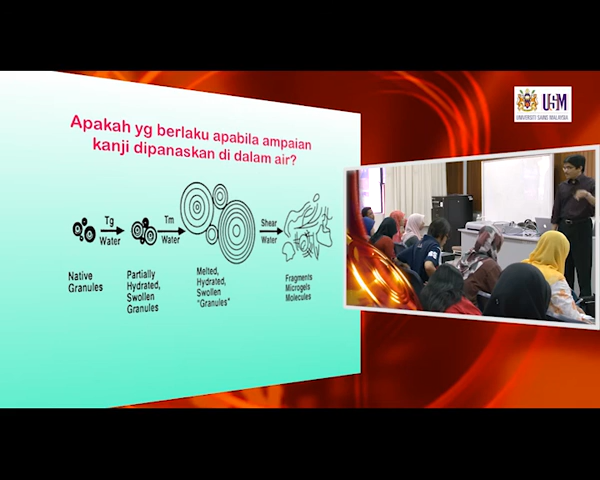 Apakah yg berlaku apabila ampaian
kanji dipanaskan di dalam air?
Tg
Water
Tm
Water
Shear
Water
Native
Granules
Partially
Hydrated,
Swollen
Granules
Melted,
Hydrated,
Swollen
"Granules"
Fragments
Microgels
Molecules
USM
UNIVERSITI SAINS MALAYSIA